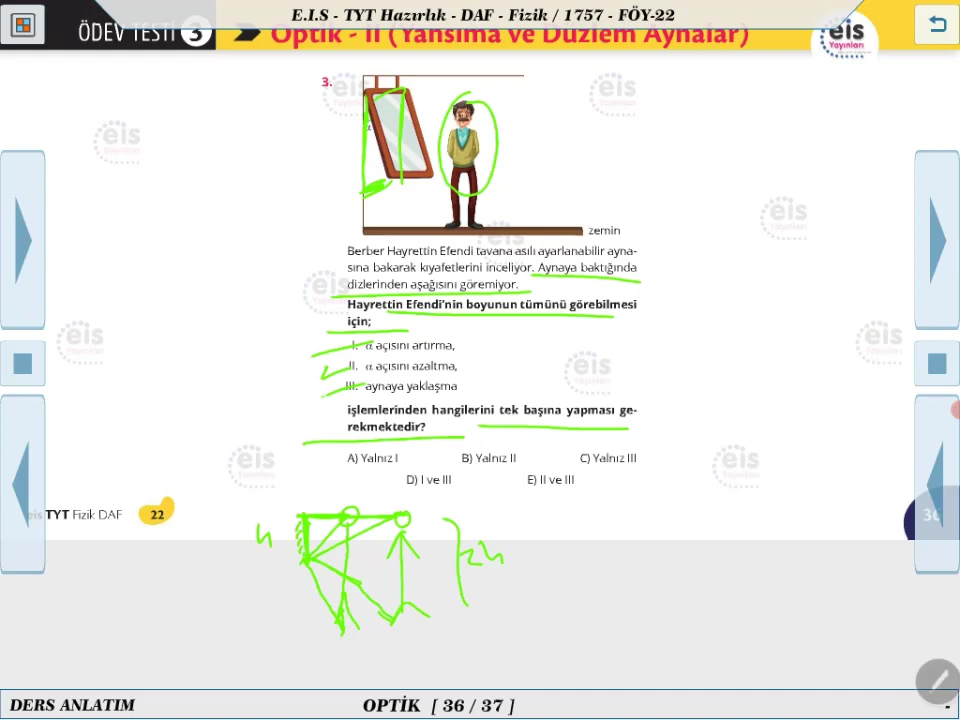 E.I.S - TYT Hazırlık - DAF - Fizik / 1757 - FÖY-22
ÖDEV TESTİ 3
Optik - II (Yansıma ve Düzlem Aynalar)
eis
Yayınları
3.
α
zemin
Berber Hayrettin Efendi tavana asılı ayarlanabilir ayna-
sına bakarak kıyafetlerini inceliyor. Aynaya baktığında
dizlerinden aşağısını göremiyor.
Hayrettin Efendi'nin boyunun tümünü görebilmesi
için;
I. α açısını artırma,
II. α açısını azaltma,
III. aynaya yaklaşma
işlemlerinden hangilerini tek başına yapması ge-
rekmektedir?
A) Yalnız I B) Yalnız II C) Yalnız III
D) I ve III E) II ve III
eis TYT Fizik DAF 22
36
h
2h
DERS ANLATIM
OPTİK [ 36 / 37 ]
-